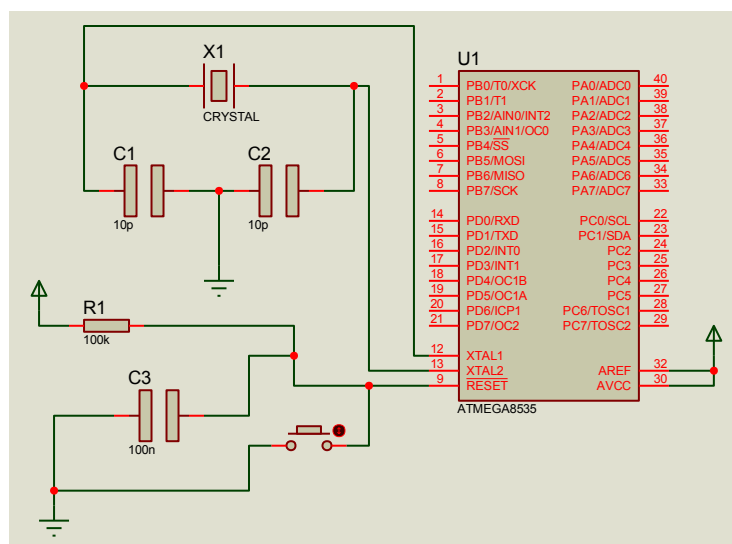 X1
CRYSTAL
C1
10p
C2
10p
R1
100k
C3
100n
U1
1 PB0/T0/XCK PA0/ADC0 40
2 PB1/T1 PA1/ADC1 39
3 PB2/AIN0/INT2 PA2/ADC2 38
4 PB3/AIN1/OC0 PA3/ADC3 37
5 PB4/SS PA4/ADC4 36
6 PB5/MOSI PA5/ADC5 35
7 PB6/MISO PA6/ADC6 34
8 PB7/SCK PA7/ADC7 33
14 PD0/RXD PC0/SCL 22
15 PD1/TXD PC1/SDA 23
16 PD2/INT0 PC2 24
17 PD3/INT1 PC3 25
18 PD4/OC1B PC4 26
19 PD5/OC1A PC5 27
20 PD6/ICP1 PC6/TOSC1 28
21 PD7/OC2 PC7/TOSC2 29
12 XTAL1
13 XTAL2 AREF 32
9 RESET AVCC 30
ATMEGA8535